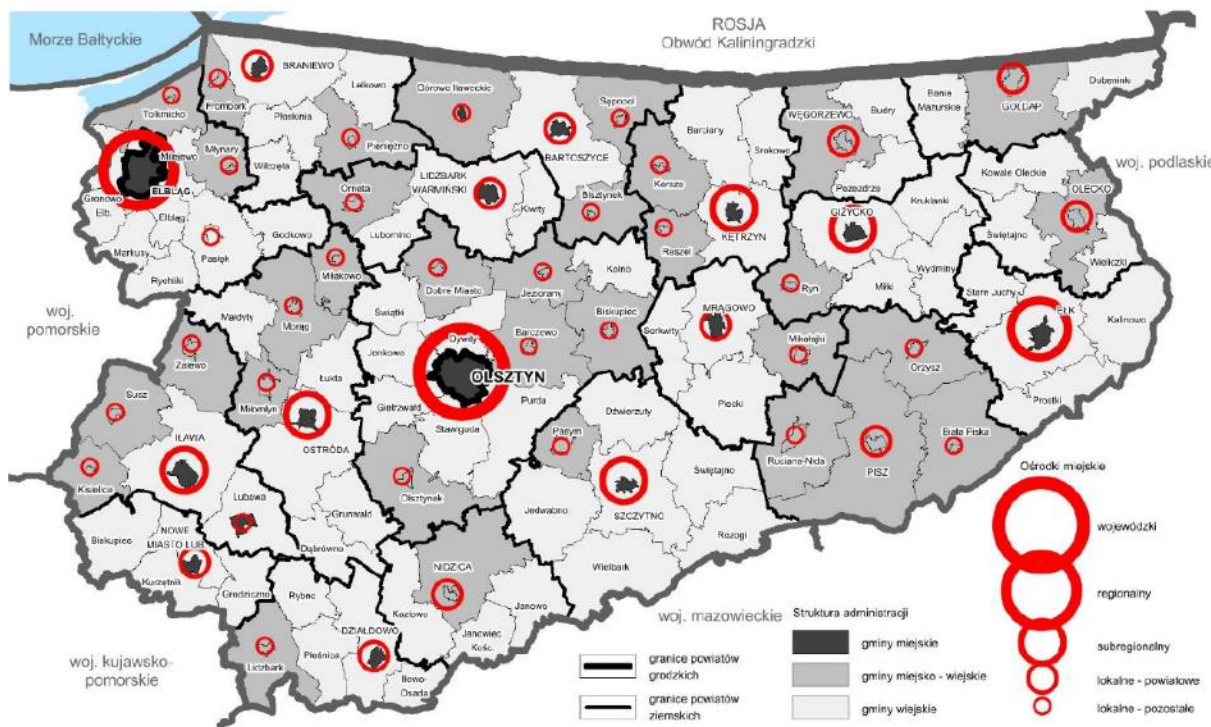 Morze Bałtyckie
ROSJA
Obwód Kaliningradzki
BRANIEWO
Lelkowo
Górowo Iławeckie
Sępopol
Dubeninki
GOŁDAP
Banie
Mazurskie
Frombork
Tolkmicko
Płoskinia
Barciany
WĘGORZEWO
Budry
Młynary
Milejewo
Pieniężno
BARTOSZYCE
Srokowo
woj. podlaskie
Wilczęta
LIDZBARK
WARMIŃSKI
Korsze
Pozezdrze
Kowale Oleckie
OLECKO
ELBLĄG
Orneta
Bisztynek
Gronowo
Elb.
Elbląg
Kiwity
KĘTRZYN
GIŻYCKO
Kruklanki
Markusy
Pasłęk
Godkowo
Lubomino
Reszel
Świętajno
Wieliczki
Rychliki
Miłakowo
Dobre Miasto
Jeziorany
Kolno
Ryn
Miłki
Wydminy
Stare Juchy
woj.
pomorskie
Małdyty
Morąg
Świątki
Biskupiec
MRĄGOWO
EŁK
Kalinowo
Zalewo
Jonkowo
Dywity
Barczewo
Sorkwity
Mikołajki
Orzysz
Łukta
OLSZTYN
Susz
Miłomłyn
Gietrzwałd
Purda
Piecki
Prostki
Stawiguda
Dźwierzuty
IŁAWA
OSTRÓDA
Pasym
Ruciane-Nida
PISZ
Biała Piska
Kisielice
Olsztynek
Świętajno
Ośrodki miejskie
Lubawa
SZCZYTNO
Grunwald
Jedwabno
wojewódzki
Biskupiec
NOWE
MIASTO LUB.
Dąbrówno
Rozogi
NIDZICA
Wielbark
Kurzętnik
Grodziczno
Rybno
Kozłowo
Janowo
regionalny
woj. mazowieckie
Struktura administracji
DZIAŁDOWO
Janowiec
Kośc.
gminy miejskie
subregionalny
woj. kujawsko-
pomorskie
Lidzbark
Płośnica
Iłowo-
Osada
granice powiatów
grodzkich
gminy miejsko - wiejskie
lokalne - powiatowe
granice powiatów
ziemskich
gminy wiejskie
lokalne - pozostałe